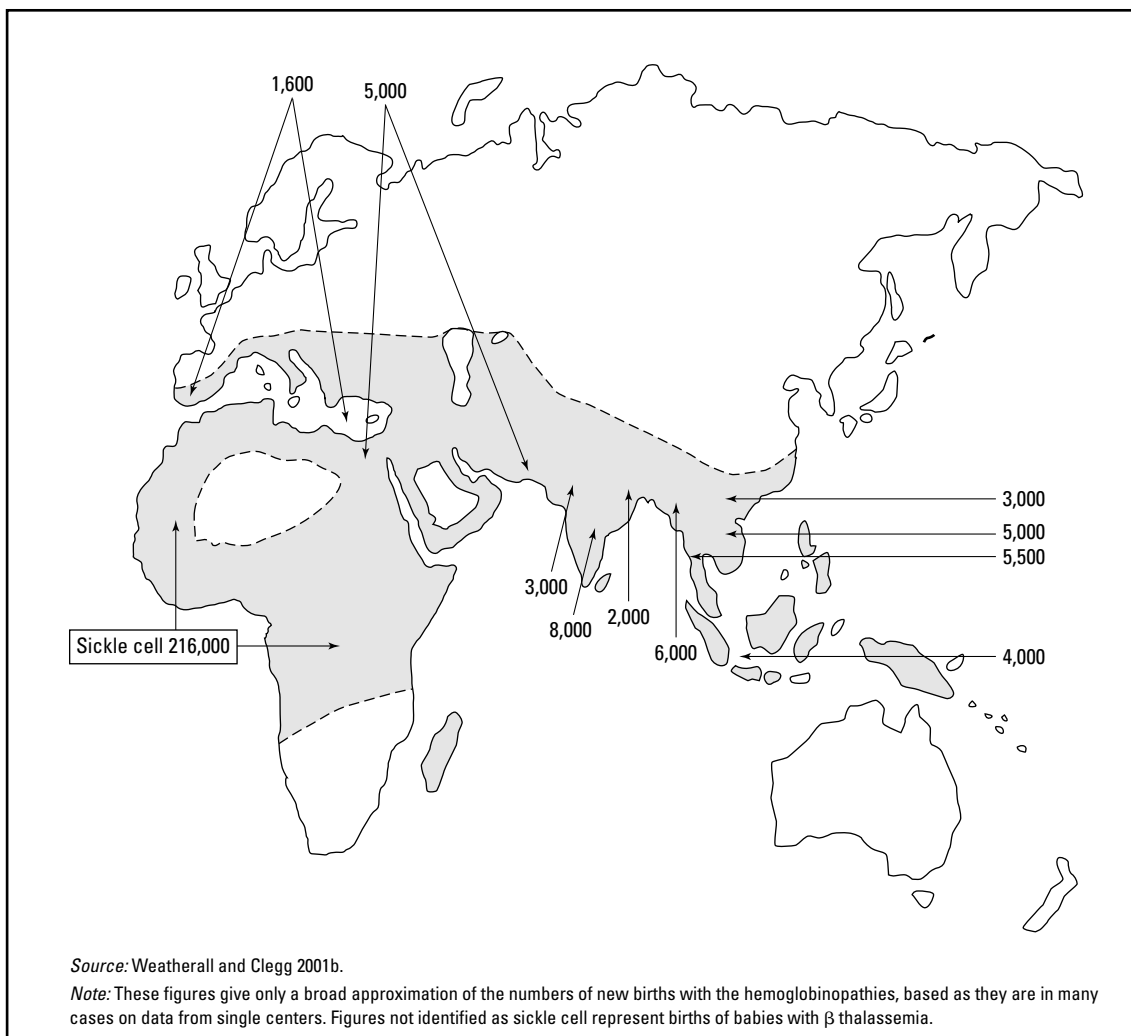 1,600
5,000
3,000
5,000
5,500
3,000
2,000
8,000
Sickle cell 216,000
6,000
4,000
Source: Weatherall and Clegg 2001b.
Note: These figures give only a broad approximation of the numbers of new births with the hemoglobinopathies, based as they are in many
cases on data from single centers. Figures not identified as sickle cell represent births of babies with β thalassemia.